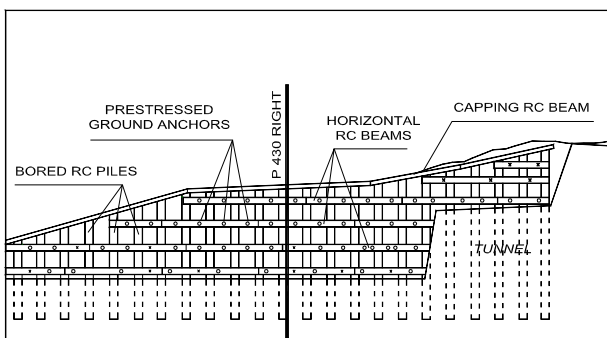 PRESTRESSED
GROUND ANCHORS
BORED RC PILES
P 430 RIGHT
HORIZONTAL
RC BEAMS
CAPPING RC BEAM
TUNNEL